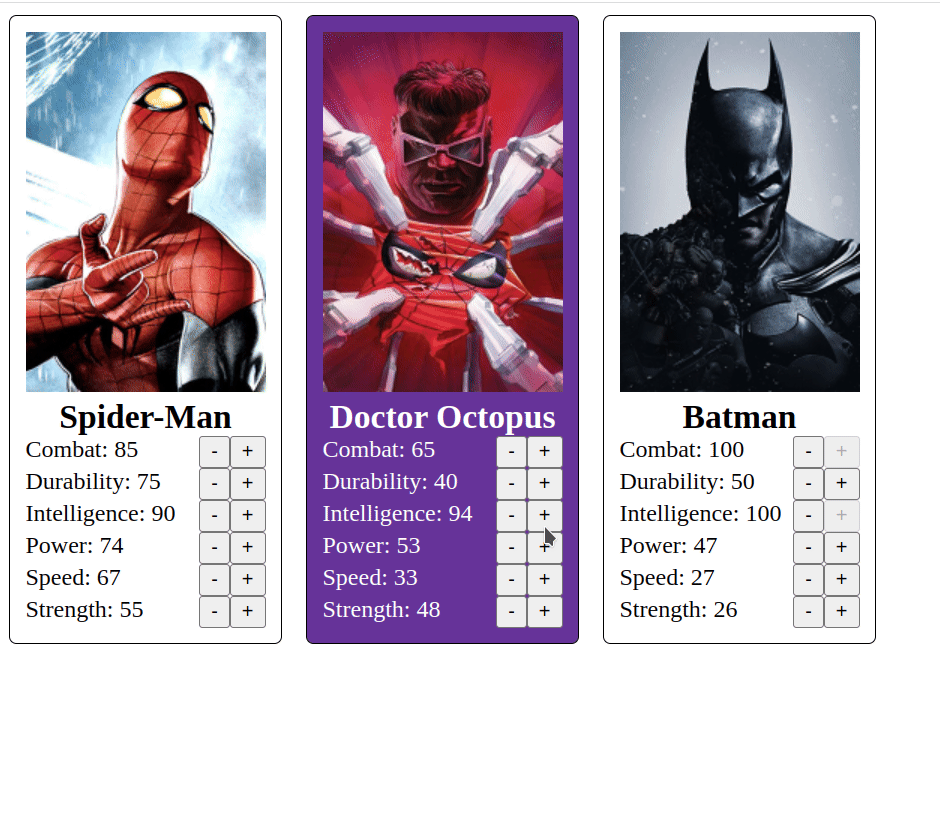 Spider-Man
Combat: 85 - +
Durability: 75 - +
Intelligence: 90 - +
Power: 74 - +
Speed: 67 - +
Strength: 55 - +
Doctor Octopus
Combat: 65 - +
Durability: 40 - +
Intelligence: 94 - +
Power: 53 - +
Speed: 33 - +
Strength: 48 - +
Batman
Combat: 100 - +
Durability: 50 - +
Intelligence: 100 - +
Power: 47 - +
Speed: 27 - +
Strength: 26 - +